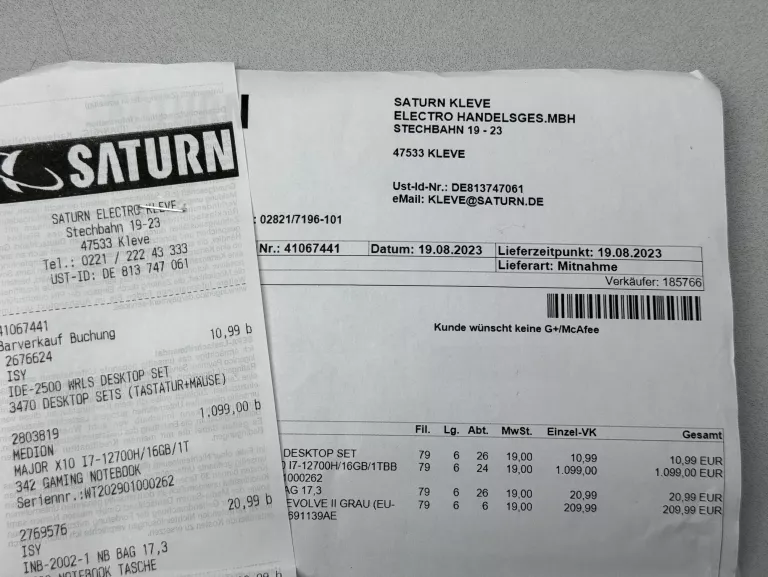 SATURN
SATURN ELECTRO KLEVE
Stechbahn 19-23
47533 Kleve
Tel.: 0221 / 222 43 333
UST-ID: DE 813 747 061
41067441
Barverkauf Buchung
2676624 10,99 b
ISY
IDE-2500 WRLS DESKTOP SET
3470 DESKTOP SETS (TASTATUR+MÄUSE)
1.099,00 b
2803819
MEDION
MAJOR X10 I7-12700H/16GB/1T
342 GAMING NOTEBOOK
Seriennr.:WT202901000262
20,99 b
2769576
ISY
INB-2002-1 NB BAG 17,3
NOTEBOOK TASCHE
SATURN KLEVE
ELECTRO HANDELSGES.MBH
STECHBAHN 19 - 23
47533 KLEVE
Ust-Id-Nr.: DE813747061
eMail: KLEVE@SATURN.DE
: 02821/7196-101
Nr.: 41067441 Datum: 19.08.2023 Lieferzeitpunkt: 19.08.2023
Lieferart: Mitnahme
Verkäufer: 185766
Kunde wünscht keine G+/McAfee
Fil. Lg. Abt. MwSt. Einzel-VK Gesamt
DESKTOP SET 79 6 26 19,00 10,99 10,99 EUR
I7-12700H/16GB/1TBB 79 6 24 19,00 1.099,00 1.099,00 EUR
1000262
AG 17,3 79 6 26 19,00 20,99 20,99 EUR
EVOLVE II GRAU (EU- 79 6 6 19,00 209,99 209,99 EUR
691139AE